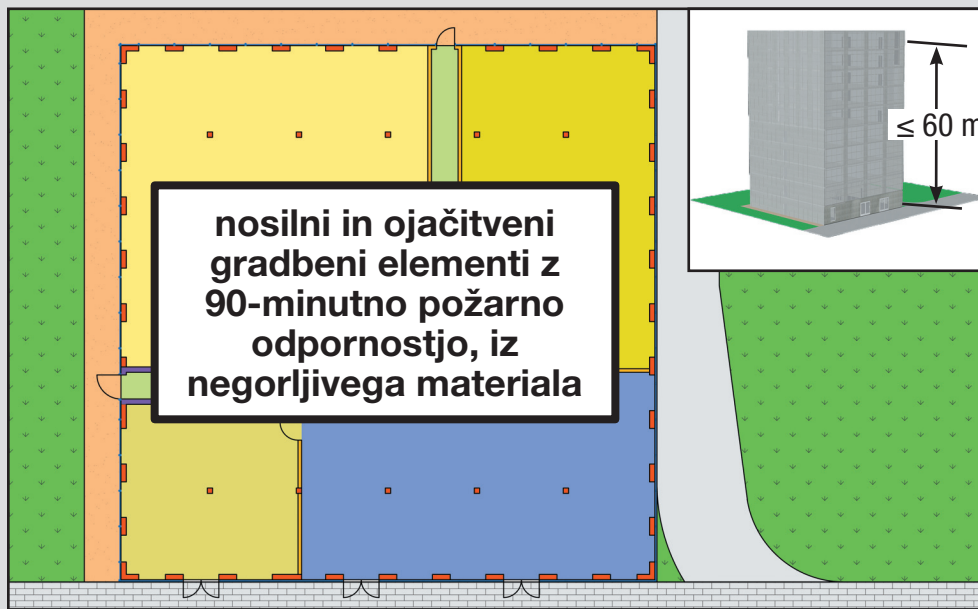 ≤ 60 m
nosilni in ojačitveni
gradbeni elementi z
90-minutno požarno
odpornostjo, iz
negorljivega materiala